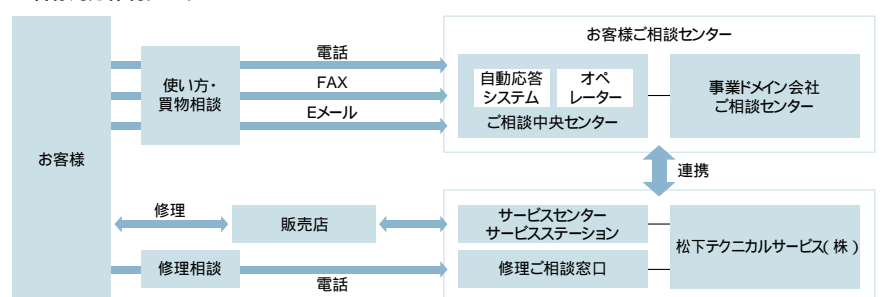 お客様
使い方・
買物相談
電話
FAX
Eメール
お客様ご相談センター
自動応答
システム
オペ
レーター
ご相談中央センター
事業ドメイン会社
ご相談センター
連携
修理
販売店
サービスセンター
サービスステーション
松下テクニカルサービス(株)
修理相談
電話
修理ご相談窓口